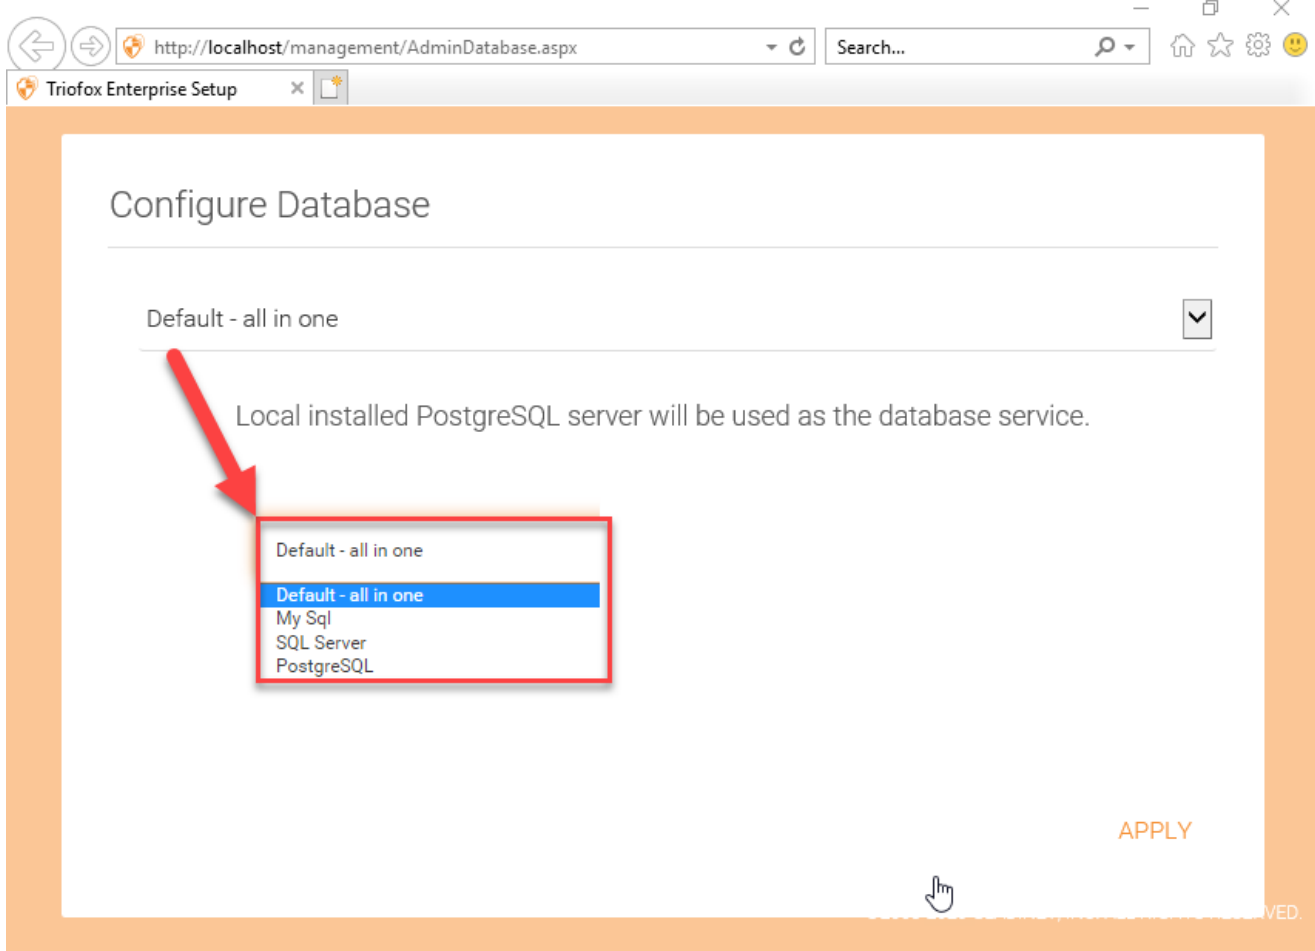 http://localhost/management/AdminDatabase.aspx
Search...
Triofox Enterprise Setup
Configure Database
Default - all in one
Local installed PostgreSQL server will be used as the database service.
Default - all in one
Default - all in one
My Sql
SQL Server
PostgreSQL
APPLY
VED.